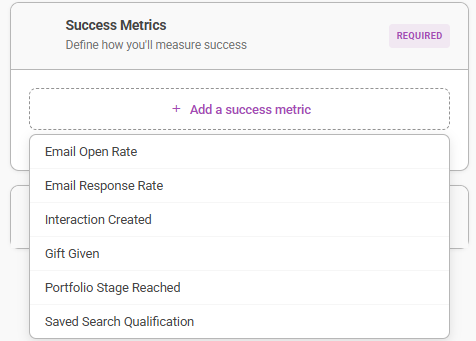 Success Metrics
Define how you'll measure success
REQUIRED
+ Add a success metric
Email Open Rate
Email Response Rate
Interaction Created
Gift Given
Portfolio Stage Reached
Saved Search Qualification